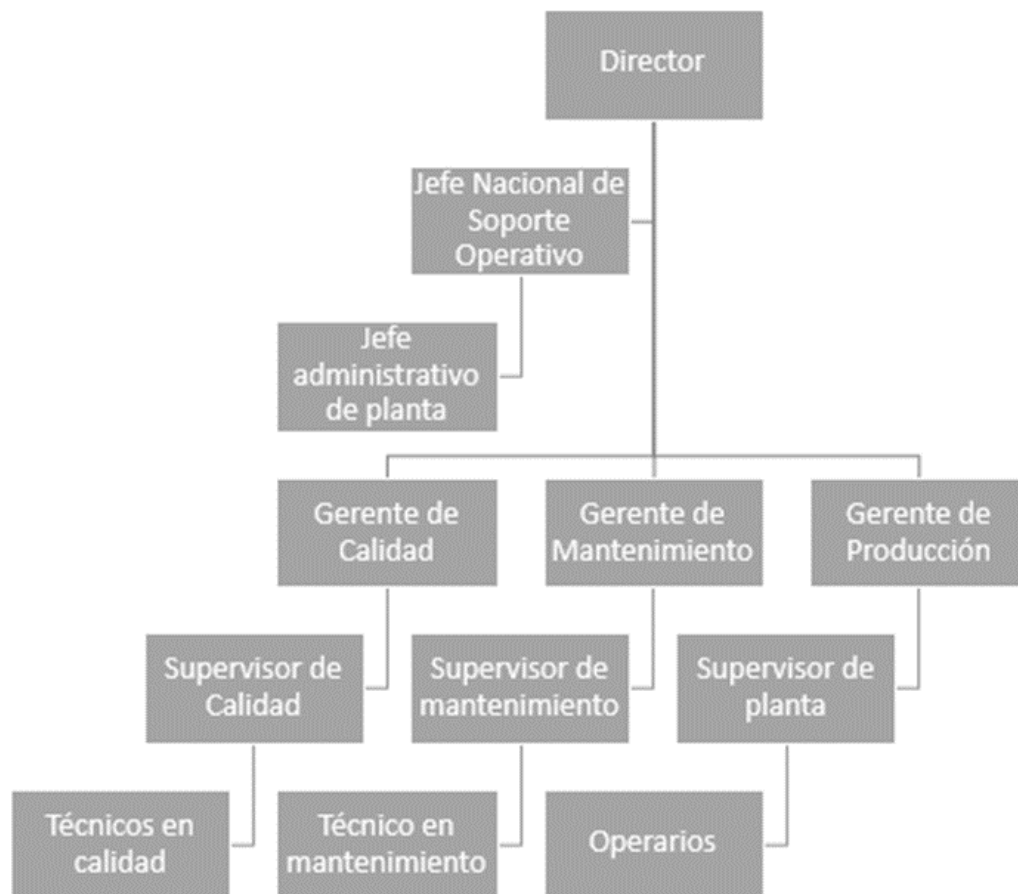 Director
Jefe Nacional de
Soporte
Operativo
Jefe
administrativo
de planta
Gerente de
Calidad
Gerente de
Mantenimiento
Gerente de
Producción
Supervisor de
Calidad
Supervisor de
mantenimiento
Supervisor de
planta
Técnicos en
calidad
Técnico en
mantenimiento
Operarios